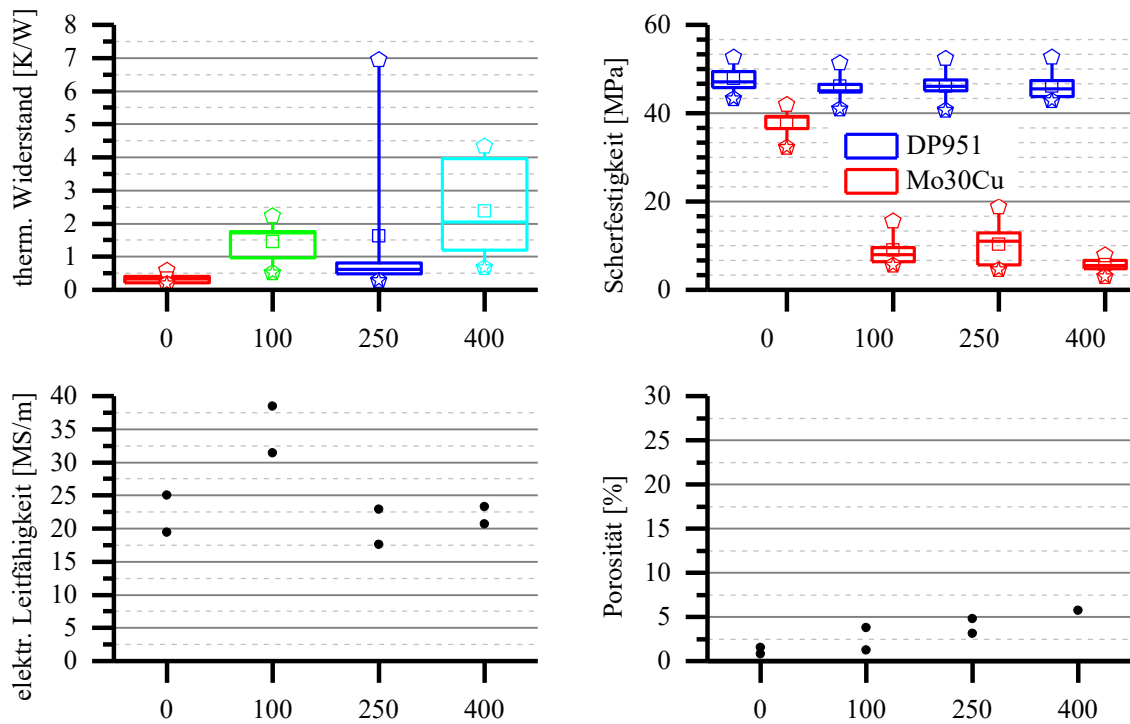 therm. Widerstand [K/W]
8
7
6
5
4
3
2
1
0
0 100 250 400
Scherfestigkeit [MPa]
60
40
20
0
DP951
Mo30Cu
0 100 250 400
elektr. Leitfähigkeit [MS/m]
40
35
30
25
20
15
10
5
0
0 100 250 400
Porosität [%]
30
25
20
15
10
5
0
0 100 250 400